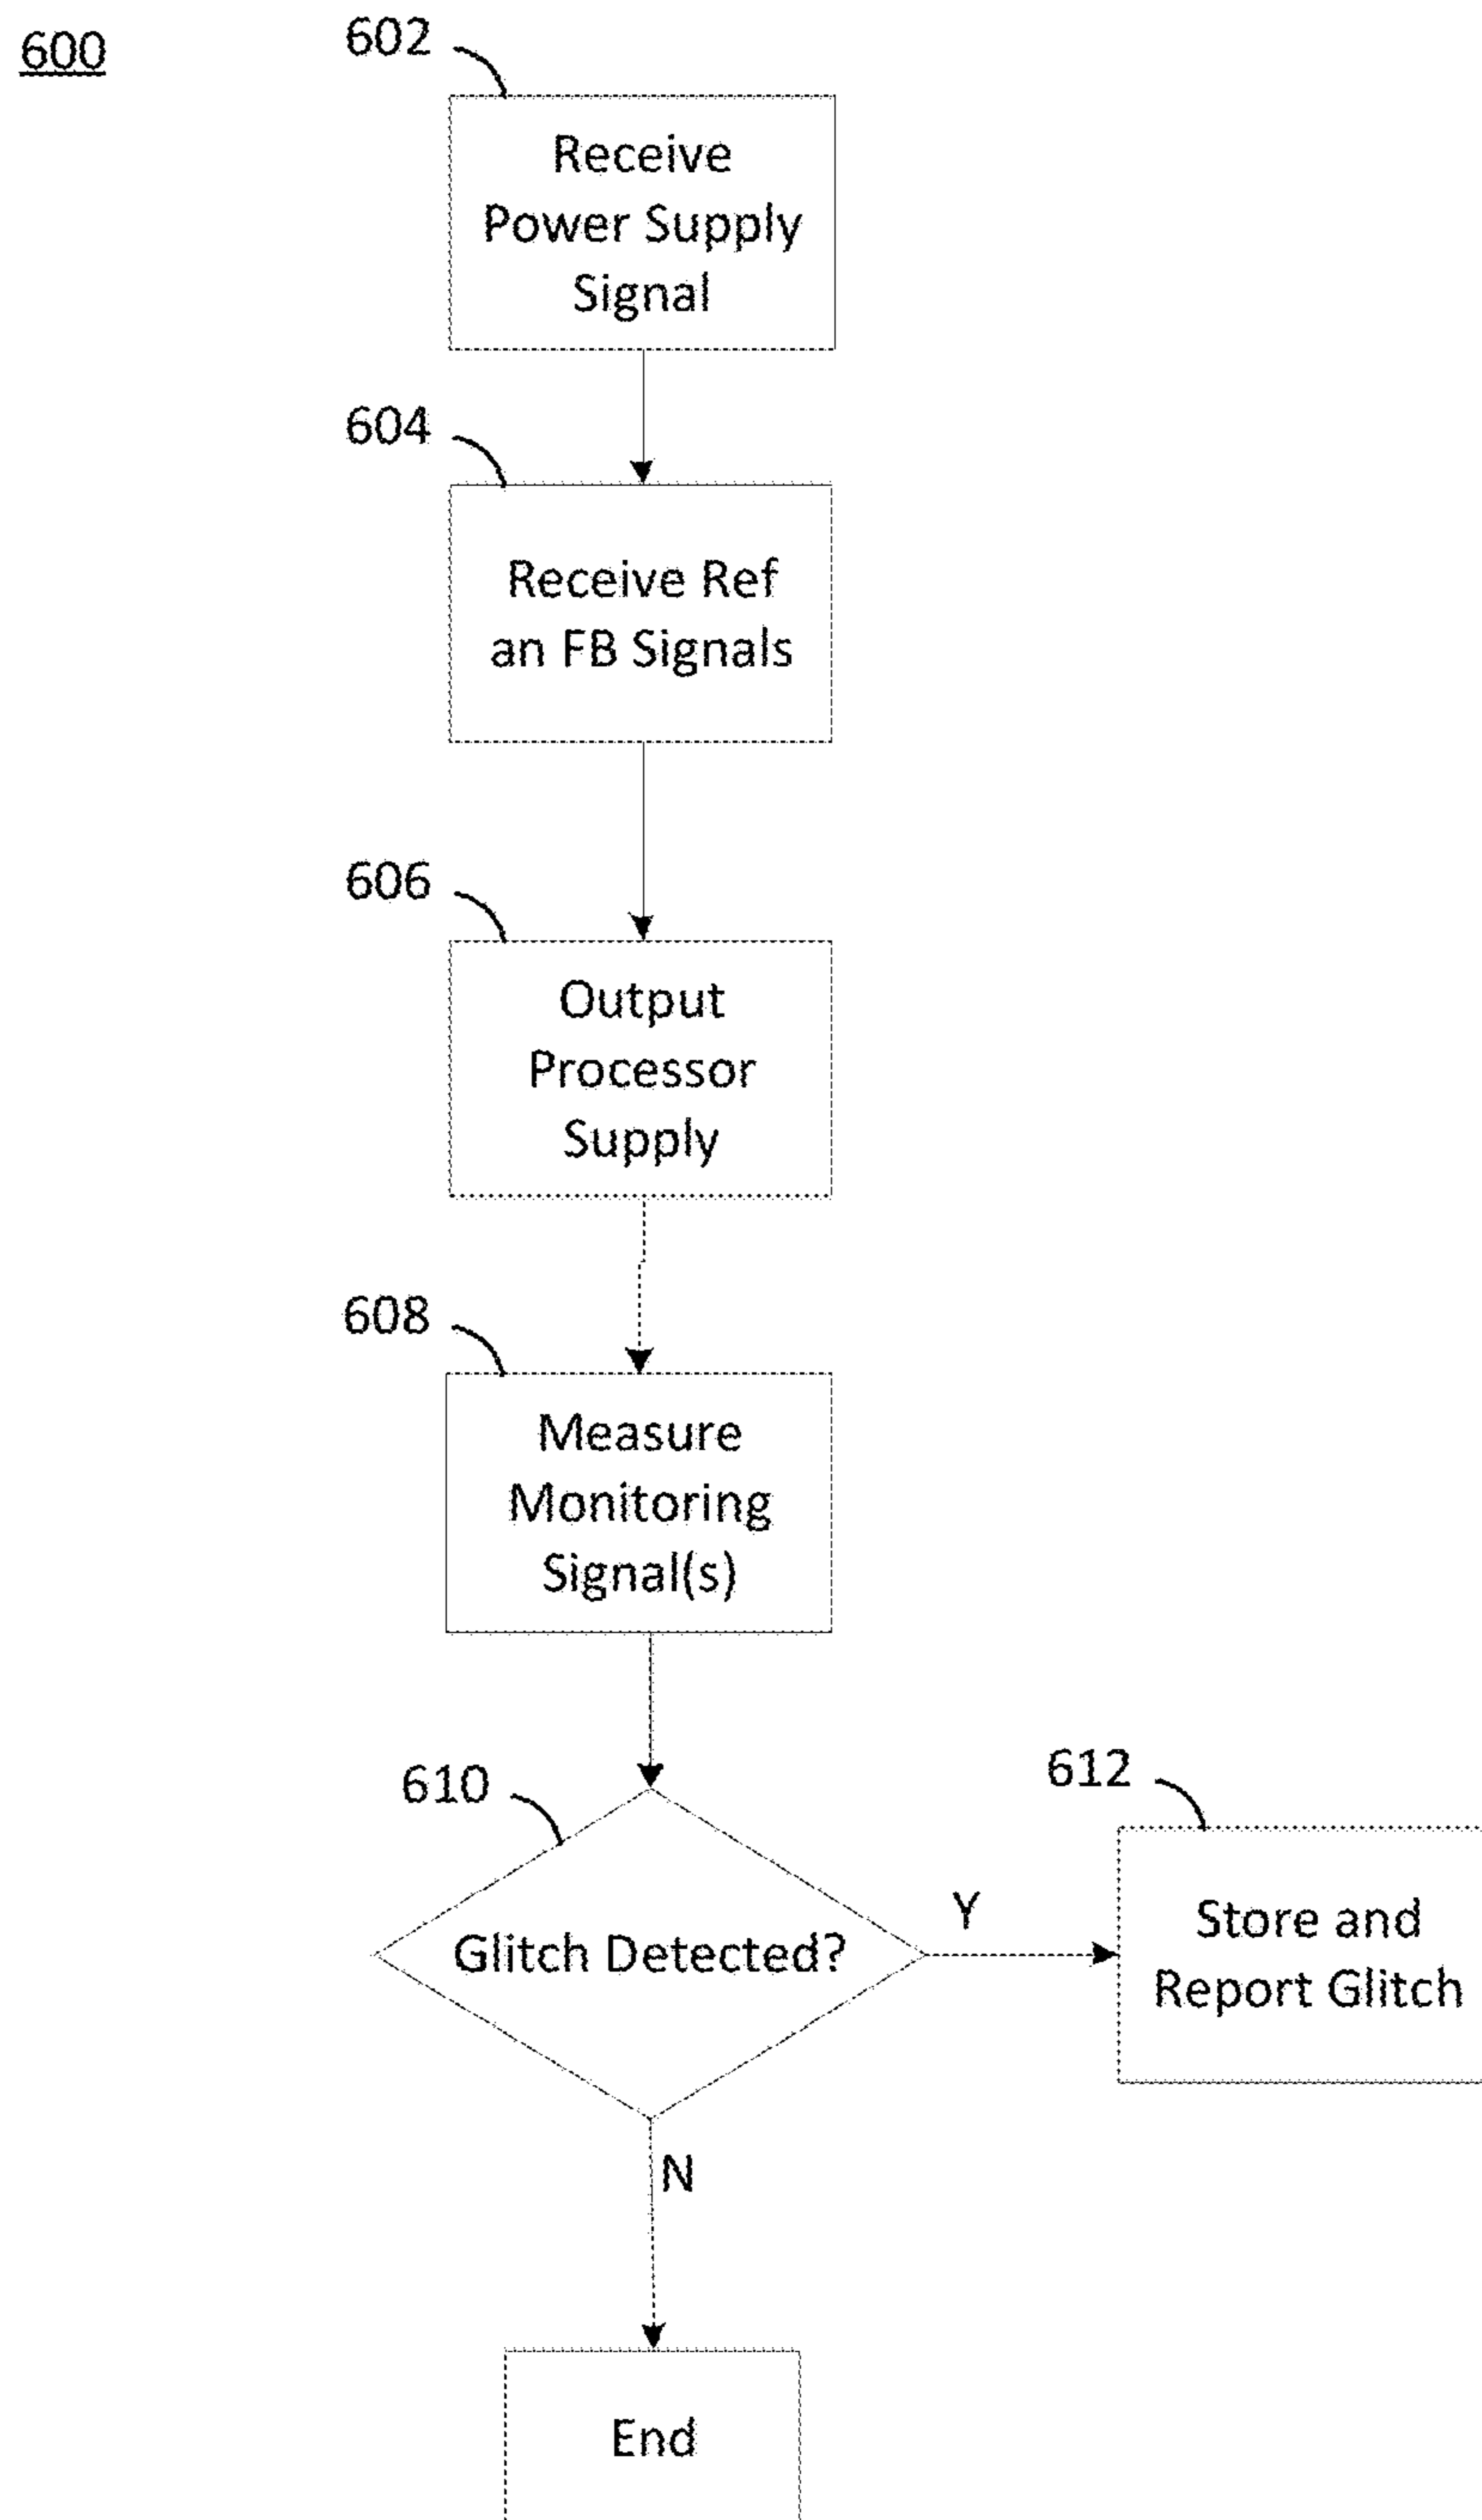 600
602
Receive
Power Supply
Signal
604
Receive Ref
an FB Signals
606
Output
Processor
Supply
608
Measure
Monitoring
Signal(s)
610
Glitch Detected?
Y
612
Store and
Report Glitch
N
End